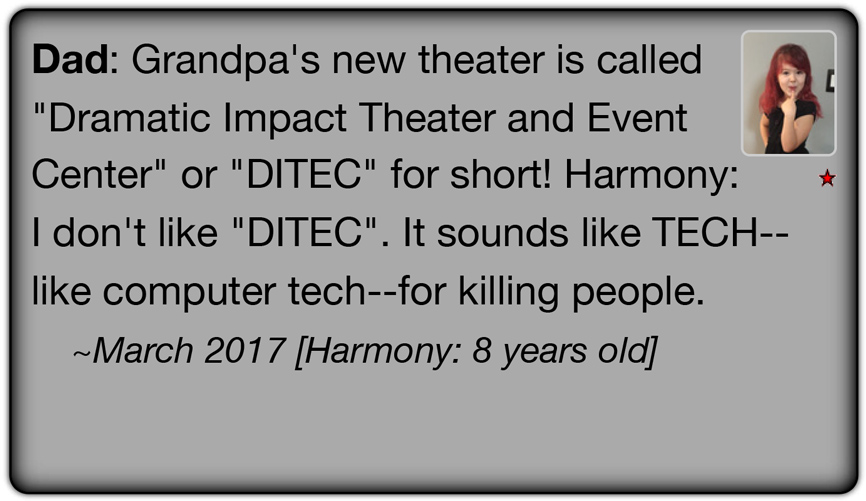 Dad: Grandpa's new theater is called
"Dramatic Impact Theater and Event
Center" or "DITEC" for short! Harmony:
I don't like "DITEC". It sounds like TECH--
like computer tech--for killing people.
~March 2017 [Harmony: 8 years old]